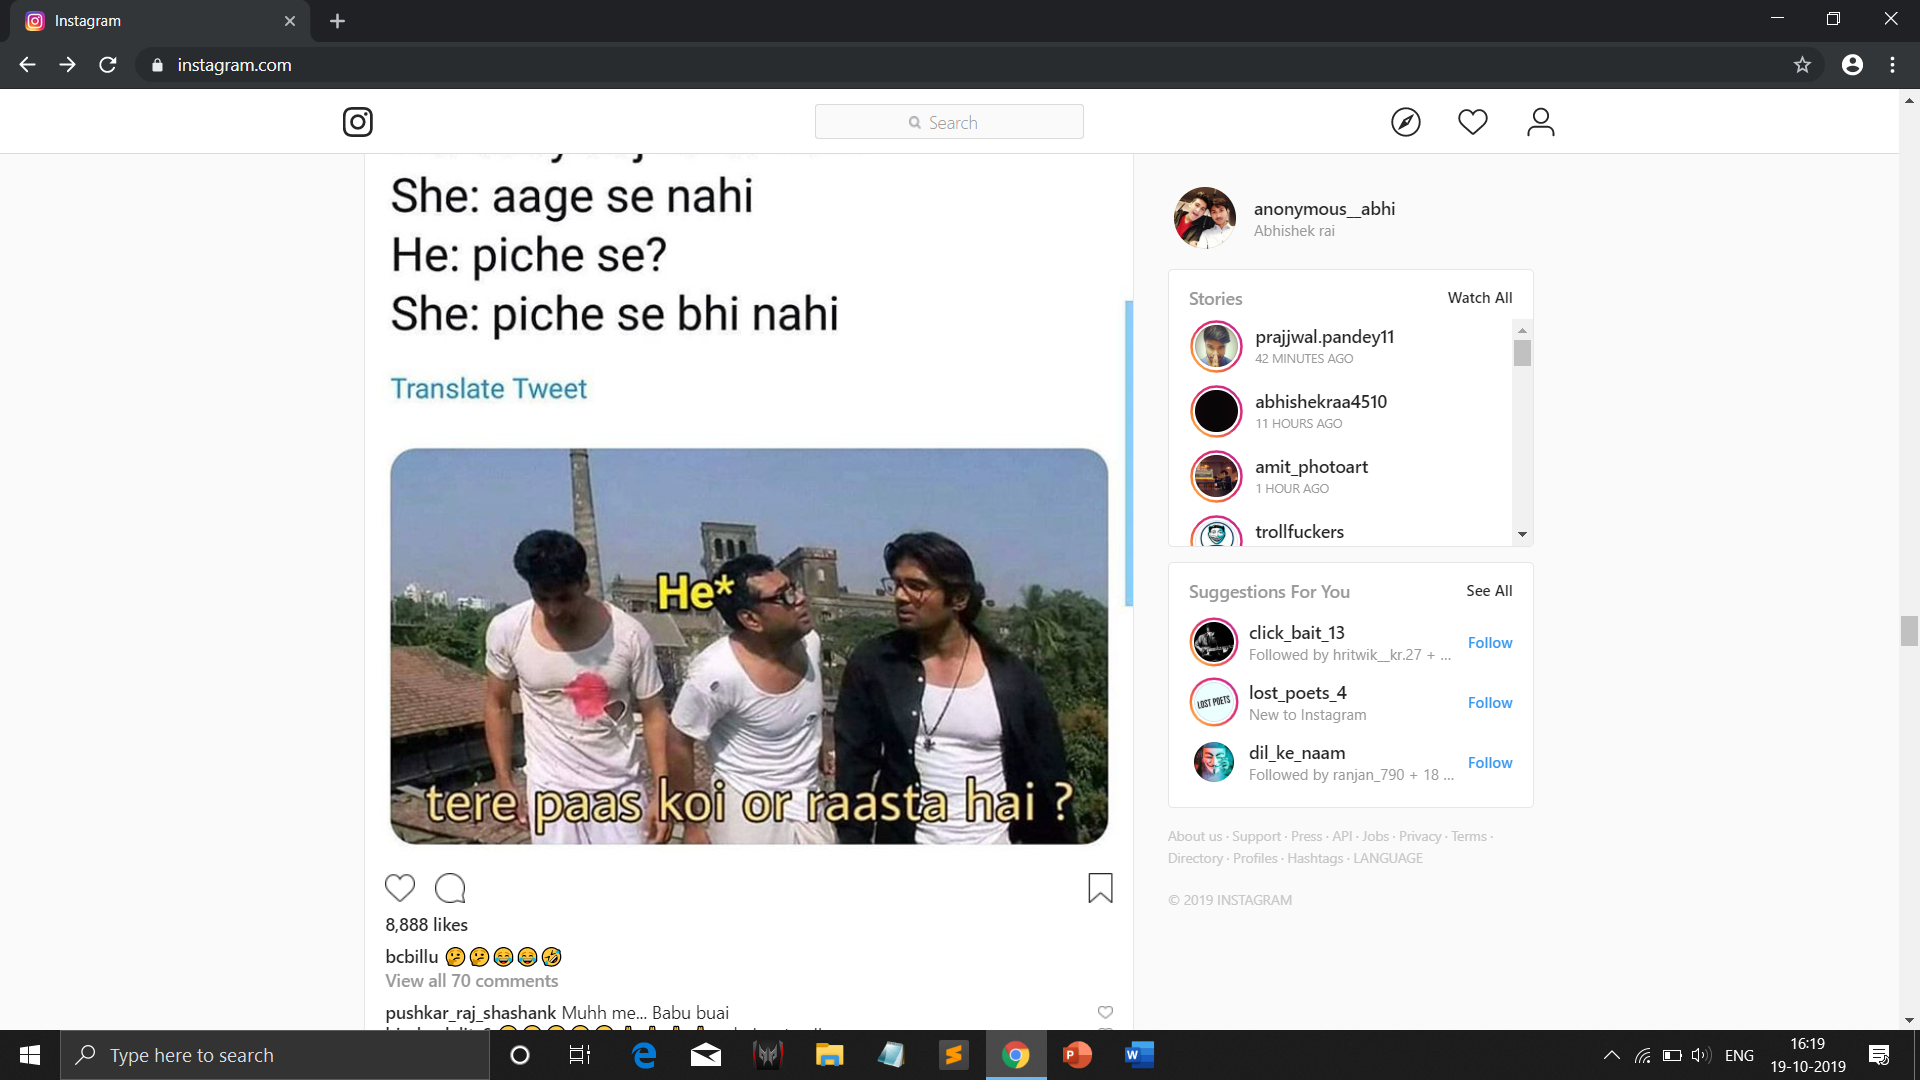 Instagram
instagram.com
Search
She: aage se nahi
He: piche se?
She: piche se bhi nahi
Translate Tweet
He*
tere paas koi or raasta hai ?
8,888 likes
bcbillu 🤔🤔😂😂🤣
View all 70 comments
pushkar_raj_shashank Muhh me... Babu buai
anonymous__abhi
Abhishek rai
Stories Watch All
prajjwal.pandey11
42 MINUTES AGO
abhishekraa4510
11 HOURS AGO
amit_photoart
1 HOUR AGO
trollfuckers
Suggestions For You See All
click_bait_13
Followed by hritwik__kr.27 + ...
Follow
LOST POETS
lost_poets_4
New to Instagram
Follow
dil_ke_naam
Followed by ranjan_790 + 18 ...
Follow
About us · Support · Press · API · Jobs · Privacy · Terms ·
Directory · Profiles · Hashtags · LANGUAGE
© 2019 INSTAGRAM
Type here to search
ENG
16:19
19-10-2019